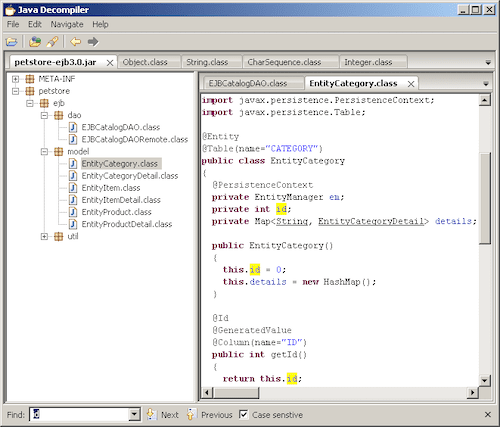 Java Decompiler
File Edit Navigate Help
petstore-ejb3.0.jar Object.class String.class CharSequence.class Integer.class
META-INF
petstore
ejb
dao
EJBCatalogDAO.class
EJBCatalogDAORemote.class
model
EntityCategory.class
EntityCategoryDetail.class
EntityItem.class
EntityItemDetail.class
EntityProduct.class
EntityProductDetail.class
util
EJBCatalogDAO.class EntityCategory.class
import javax.persistence.PersistenceContext;
import javax.persistence.Table;
@Entity
@Table(name="CATEGORY")
public class EntityCategory
{
@PersistenceContext
private EntityManager em;
private int id;
private Map<String, EntityCategoryDetail> details;
public EntityCategory()
{
this.id = 0;
this.details = new HashMap();
}
@Id
@GeneratedValue
@Column(name="ID")
public int getId()
{
return this.id;
Find: Next Previous Case senstive